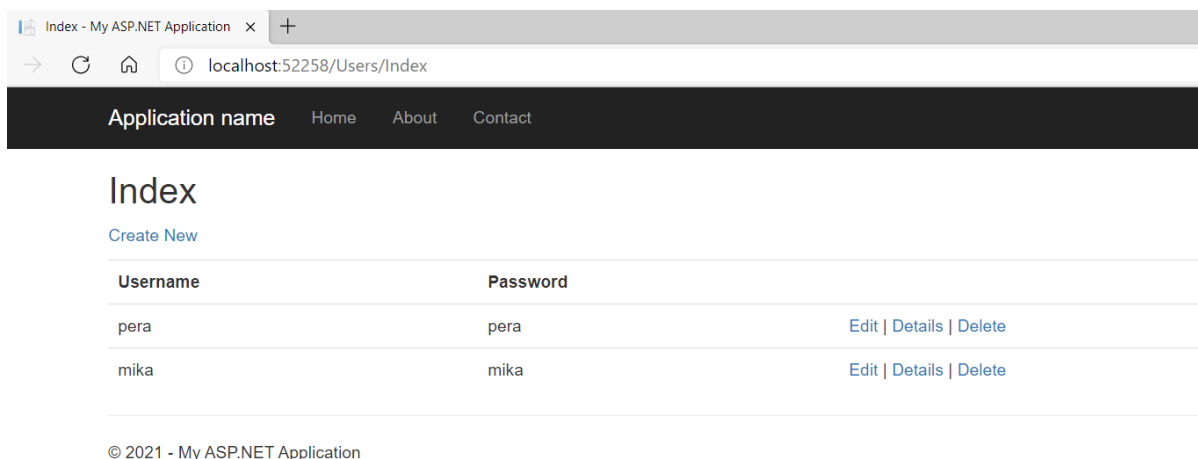 Index - My ASP.NET Application
localhost:52258/Users/Index
Application name Home About Contact
Index
Create New
Username Password
pera pera Edit | Details | Delete
mika mika Edit | Details | Delete
© 2021 - My ASP.NET Application